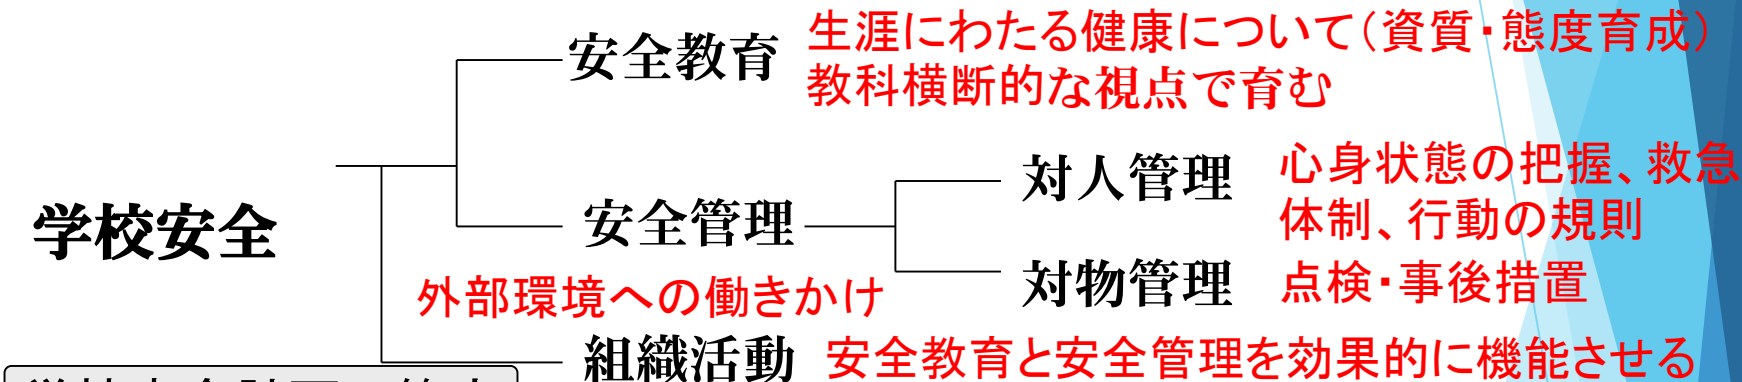 生涯にわたる健康について（資質・態度育成）
安全教育
教科横断的な視点で育む
対人管理
心身状態の把握、救急
体制、行動の規則
学校安全
安全管理
外部環境への働きかけ
対物管理
点検・事後措置
組織活動
安全教育と安全管理を効果的に機能させる